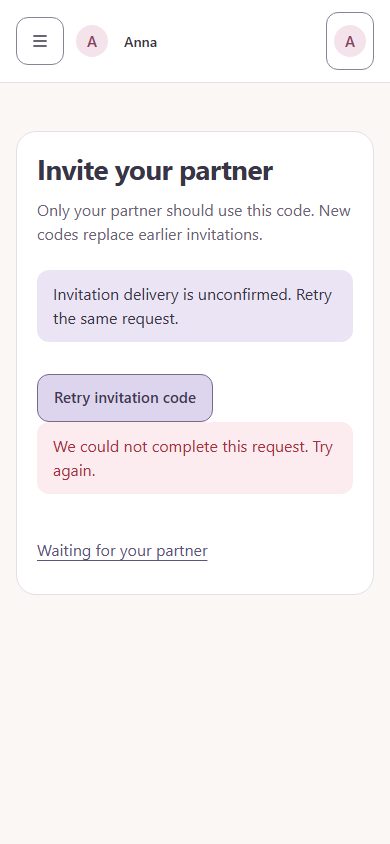 A
Anna
A
Invite your partner
Only your partner should use this code. New
codes replace earlier invitations.
Invitation delivery is unconfirmed. Retry
the same request.
Retry invitation code
We could not complete this request. Try
again.
Waiting for your partner